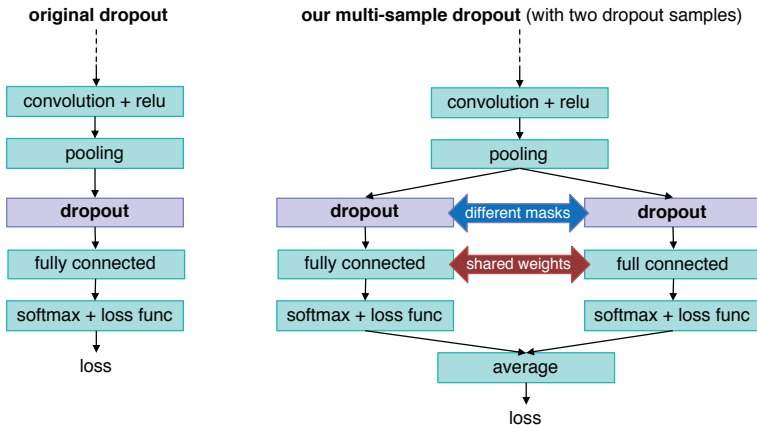 original dropout
convolution + relu
pooling
dropout
fully connected
softmax + loss func
loss
our multi-sample dropout (with two dropout samples)
convolution + relu
pooling
dropout
different masks
dropout
fully connected
shared weights
full connected
softmax + loss func
softmax + loss func
average
loss